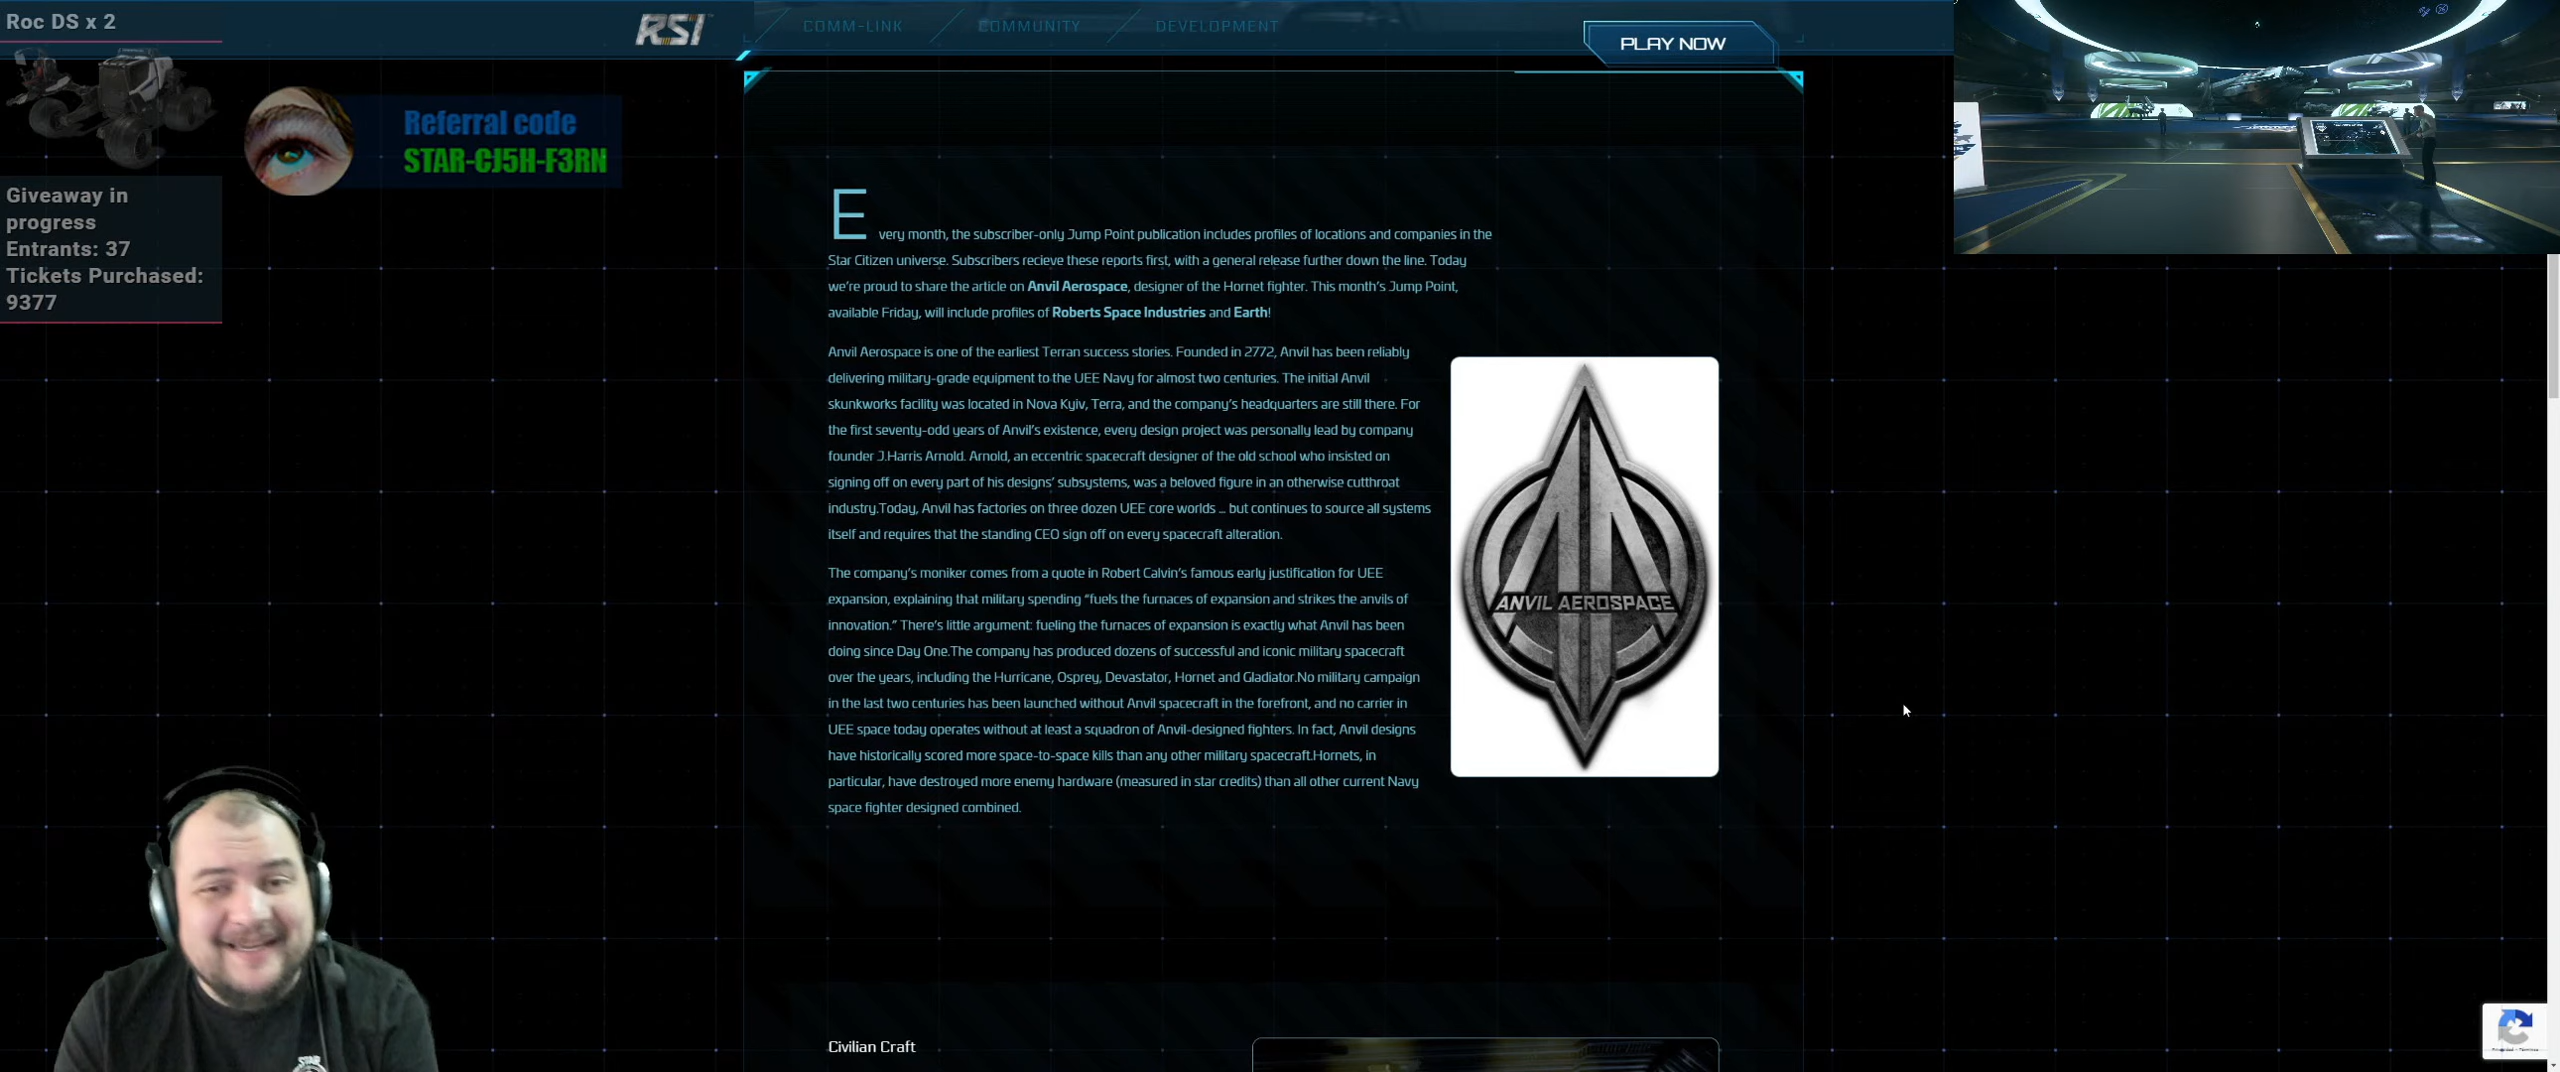 Roc DS x 2
RSI
COMM-LINK
COMMUNITY
DEVELOPMENT
PLAY NOW
Referral code
STAR-CJ5H-F3RN
Giveaway in
progress
Entrants: 37
Tickets Purchased:
9377
Every month, the subscriber-only Jump Point publication includes profiles of locations and companies in the
Star Citizen universe. Subscribers recieve these reports first, with a general release further down the line. Today
we're proud to share the article on Anvil Aerospace, designer of the Hornet fighter. This month's Jump Point,
available Friday, will include profiles of Roberts Space Industries and Earth!
Anvil Aerospace is one of the earliest Terran success stories. Founded in 2772, Anvil has been reliably
delivering military-grade equipment to the UEE Navy for almost two centuries. The initial Anvil
skunkworks facility was located in Nova Kyiv, Terra, and the company's headquarters are still there. For
the first seventy-odd years of Anvil's existence, every design project was personally lead by company
founder J.Harris Arnold. Arnold, an eccentric spacecraft designer of the old school who insisted on
signing off on every part of his designs' subsystems, was a beloved figure in an otherwise cutthroat
industry.Today, Anvil has factories on three dozen UEE core worlds … but continues to source all systems
itself and requires that the standing CEO sign off on every spacecraft alteration.
The company's moniker comes from a quote in Robert Calvin's famous early justification for UEE
expansion, explaining that military spending "fuels the furnaces of expansion and strikes the anvils of
innovation." There's little argument: fueling the furnaces of expansion is exactly what Anvil has been
doing since Day One.The company has produced dozens of successful and iconic military spacecraft
over the years, including the Hurricane, Osprey, Devastator, Hornet and Gladiator.No military campaign
in the last two centuries has been launched without Anvil spacecraft in the forefront, and no carrier in
UEE space today operates without at least a squadron of Anvil-designed fighters. In fact, Anvil designs
have historically scored more space-to-space kills than any other military spacecraft.Hornets, in
particular, have destroyed more enemy hardware (measured in star credits) than all other current Navy
space fighter designed combined.
ANVIL AEROSPACE
Civilian Craft
STAR